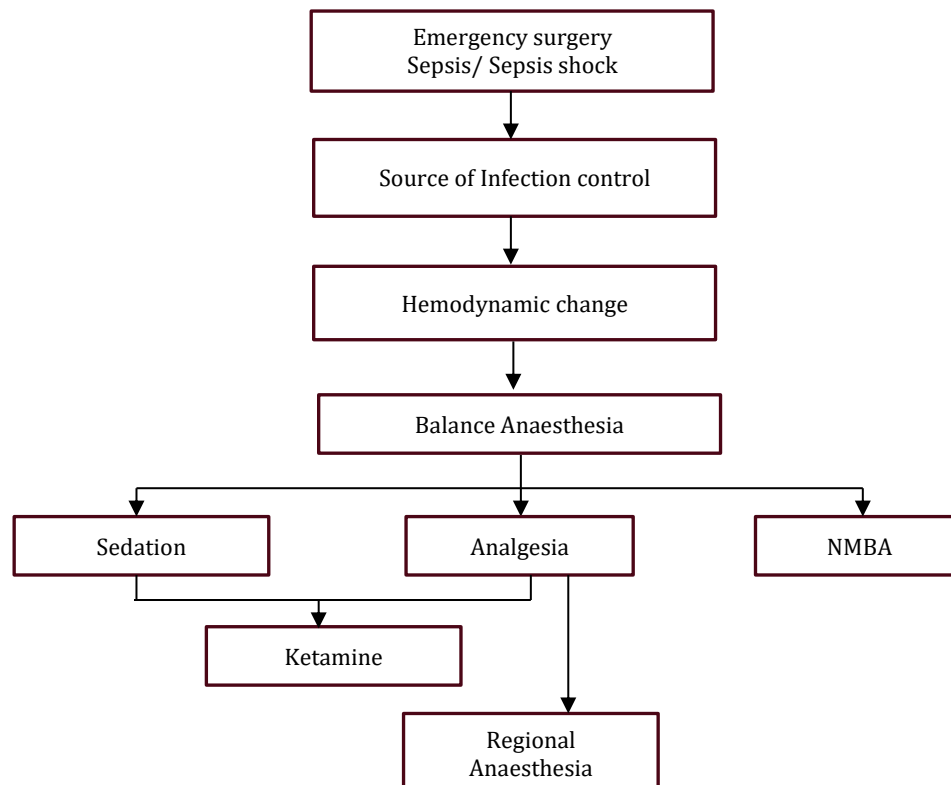 Emergency surgery
Sepsis/ Sepsis shock
Source of Infection control
Hemodynamic change
Balance Anaesthesia
Sedation
Analgesia
NMBA
Ketamine
Regional
Anaesthesia